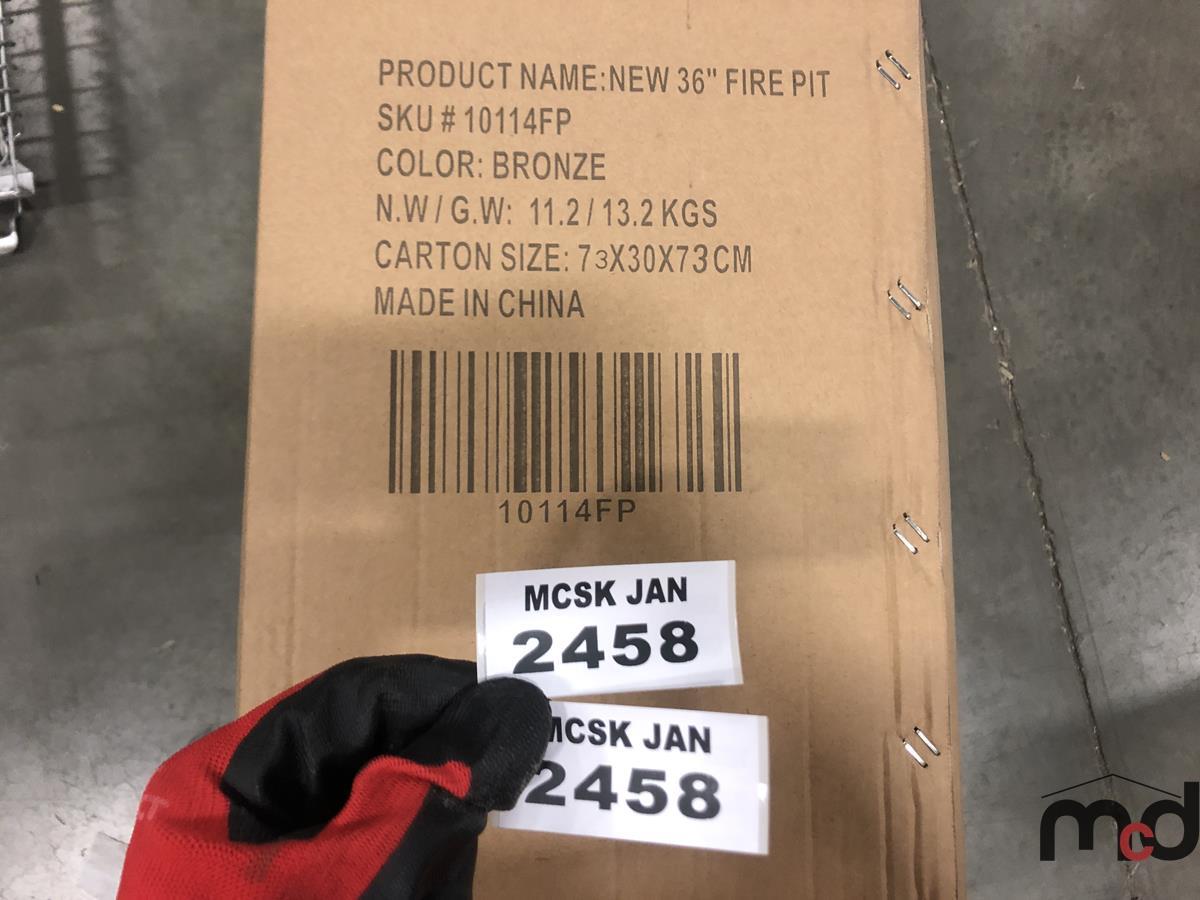 PRODUCT NAME:NEW 36" FIRE PIT
SKU # 10114FP
COLOR: BRONZE
N.W / G.W: 11.2 / 13.2 KGS
CARTON SIZE: 73X30X73CM
MADE IN CHINA
10114FP
MCSK JAN
2458
MCSK JAN
2458
mcd